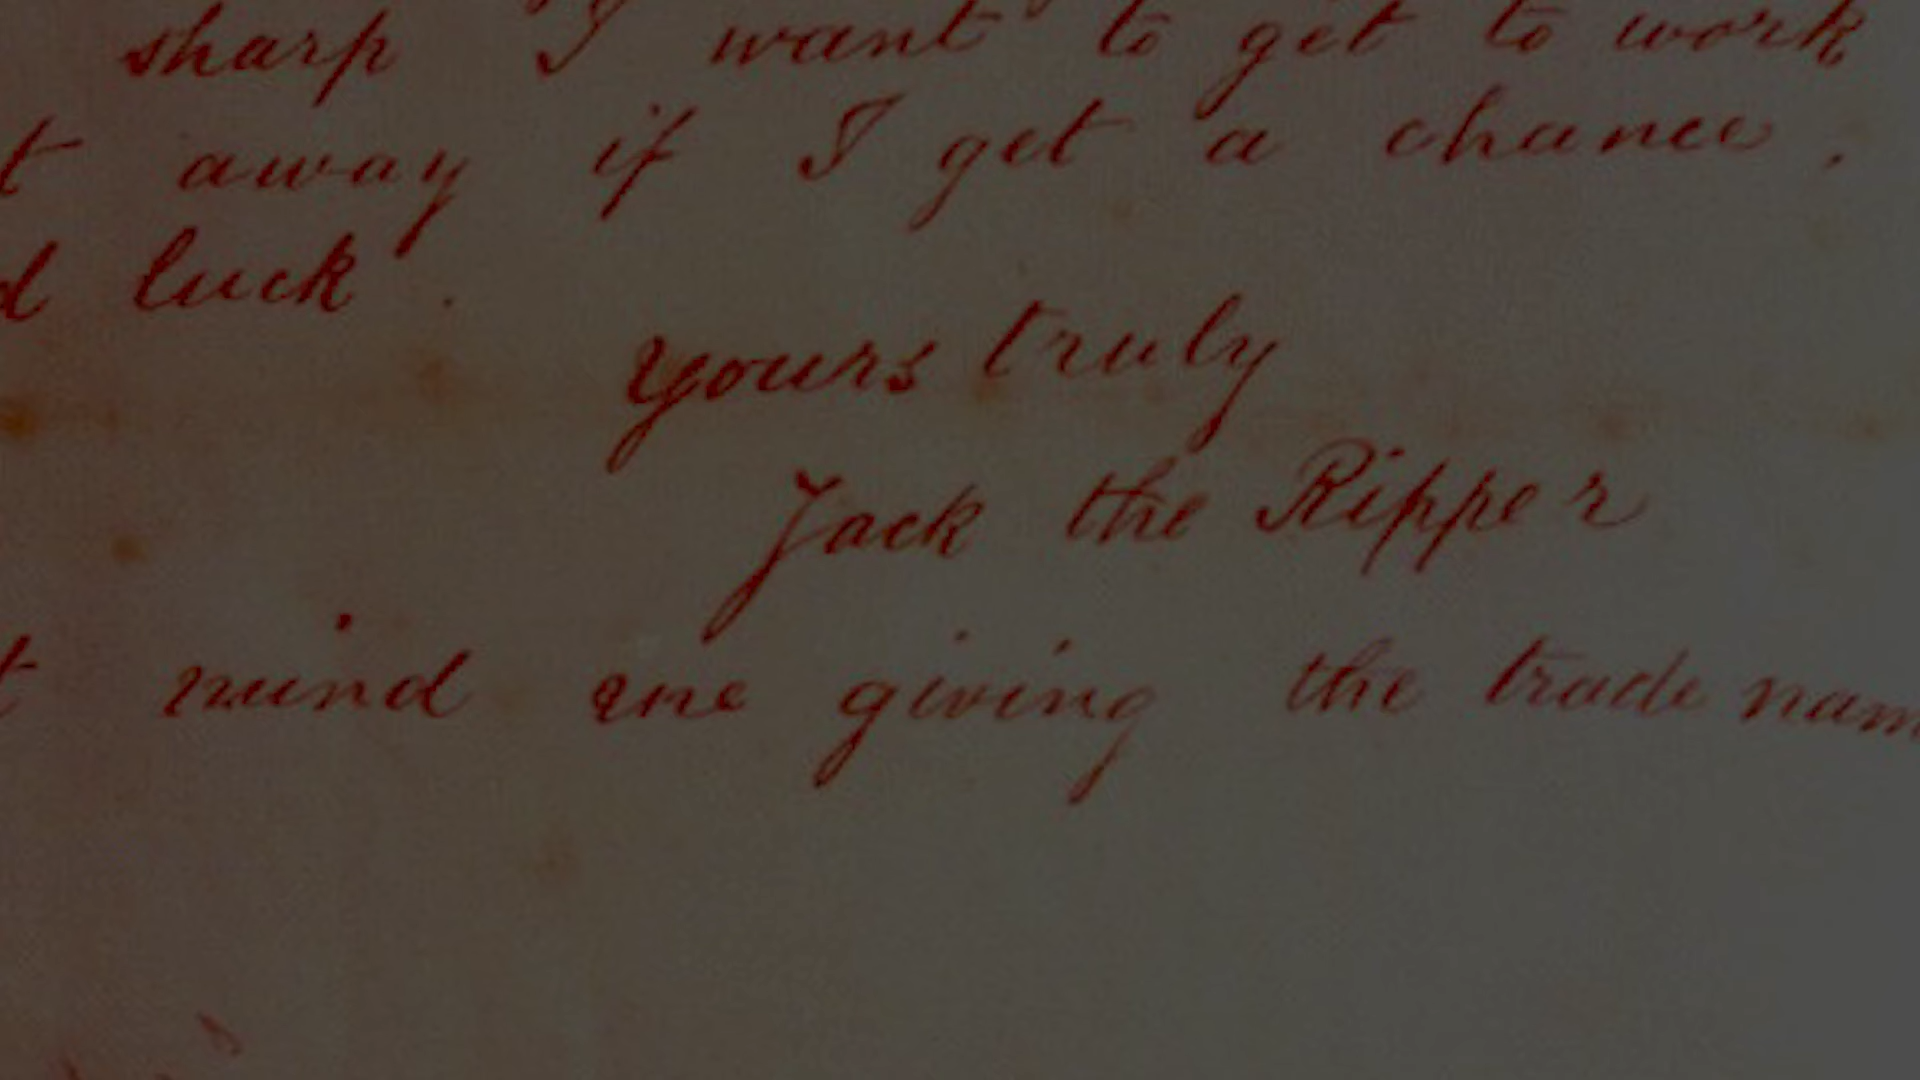 sharp I want to get to work
t away if I get a chance.
d luck.
yours truly
Jack the Ripper
t mind me giving the trade nam